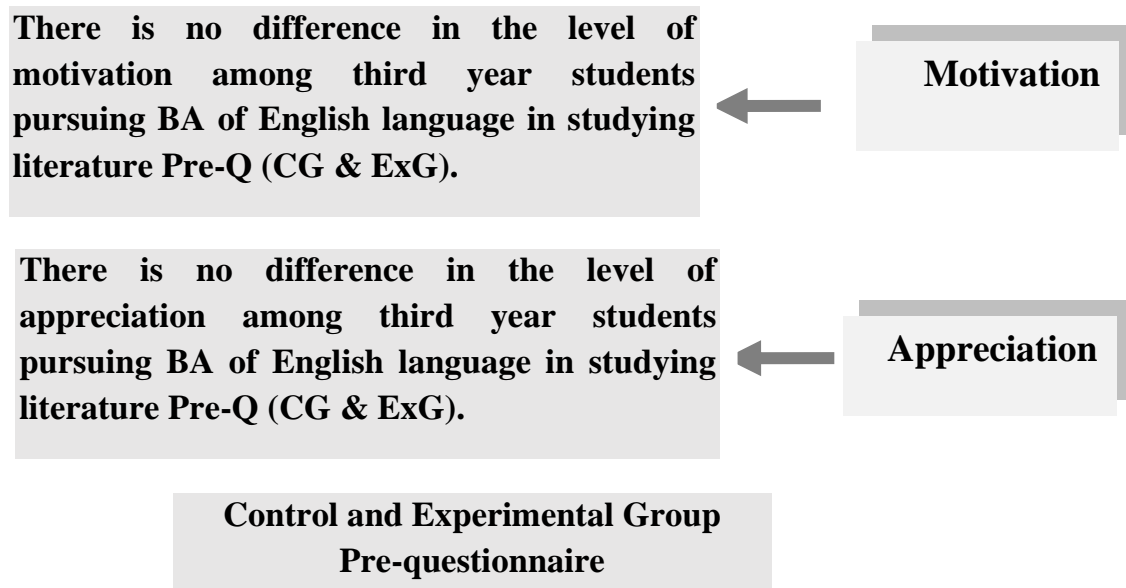 There is no difference in the level of
motivation among third year students
pursuing BA of English language in studying
literature Pre-Q (CG & ExG).
Motivation
There is no difference in the level of
appreciation among third year students
pursuing BA of English language in studying
literature Pre-Q (CG & ExG).
Appreciation
Control and Experimental Group
Pre-questionnaire